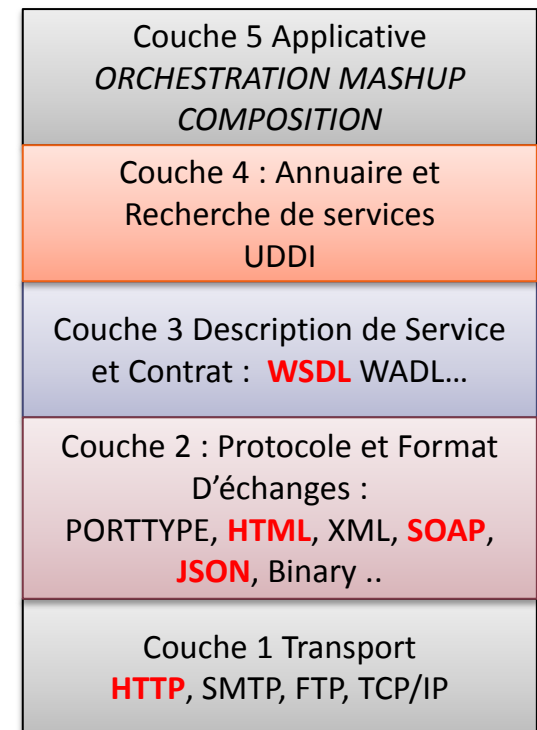 Couche 5 Applicative
ORCHESTRATION MASHUP
COMPOSITION
Couche 4 : Annuaire et
Recherche de services
UDDI
Couche 3 Description de Service
et Contrat : WSDL WADL…
Couche 2 : Protocole et Format
D’échanges :
PORTTYPE, HTML, XML, SOAP,
JSON, Binary ..
Couche 1 Transport
HTTP, SMTP, FTP, TCP/IP